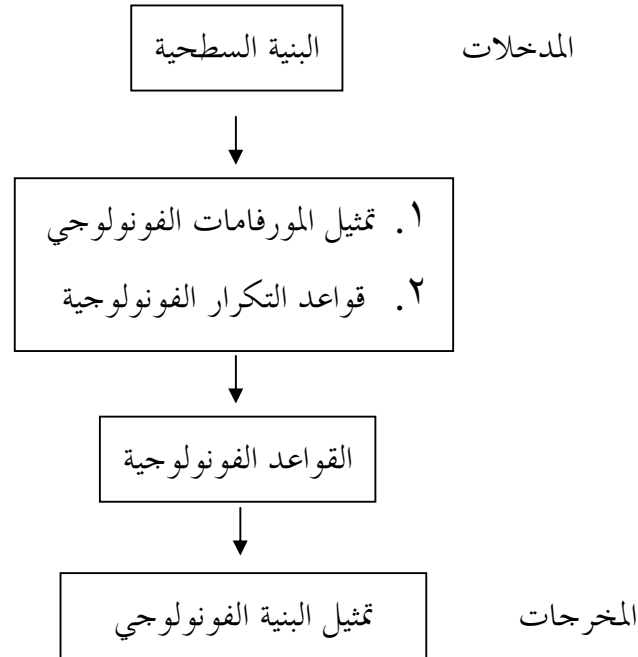 المدخلات البنية السطحية
١. تمثيل المورفامات الفونولوجي
٢. قواعد التكرار الفونولوجية
القواعد الفونولوجية
المخرجات تمثيل البنية الفونولوجي